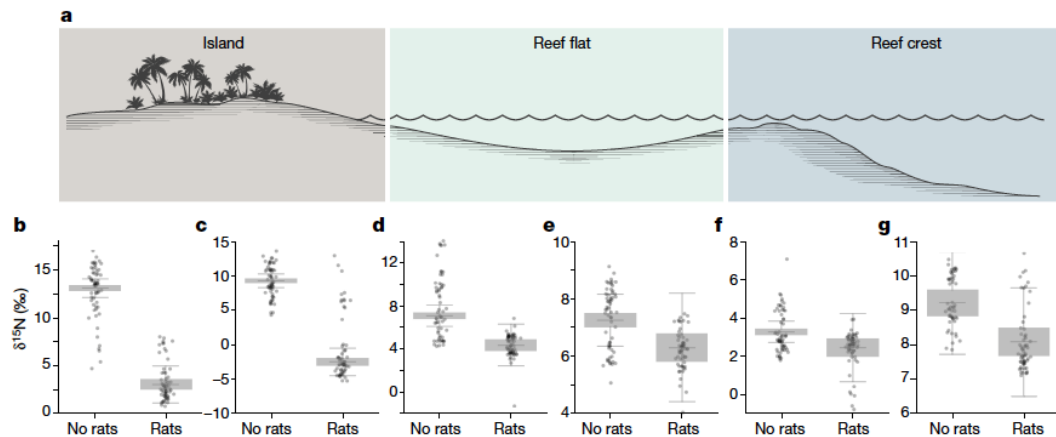 a
Island
Reef flat
Reef crest
b
c
d
e
f
g
δ¹⁵N (‰)
15
10
5
0
No rats
Rats
15
10
5
0
−5
−10
No rats
Rats
12
8
4
0
No rats
Rats
10
8
6
4
No rats
Rats
8
6
4
2
0
No rats
Rats
11
10
9
8
7
6
No rats
Rats